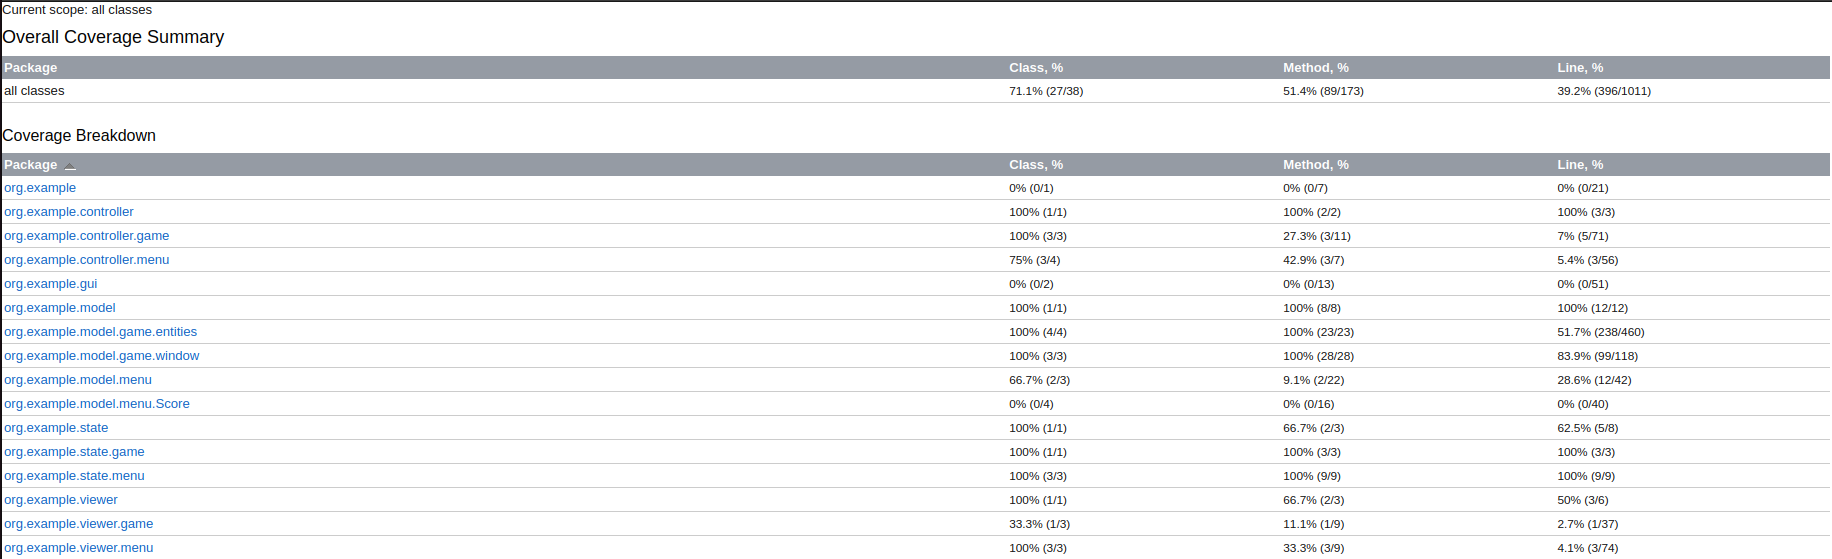 Current scope: all classes
Overall Coverage Summary
Package Class, % Method, % Line, %
all classes 71.1% (27/38) 51.4% (89/173) 39.2% (396/1011)
Coverage Breakdown
Package Class, % Method, % Line, %
org.example 0% (0/1) 0% (0/7) 0% (0/21)
org.example.controller 100% (1/1) 100% (2/2) 100% (3/3)
org.example.controller.game 100% (3/3) 27.3% (3/11) 7% (5/71)
org.example.controller.menu 75% (3/4) 42.9% (3/7) 5.4% (3/56)
org.example.gui 0% (0/2) 0% (0/13) 0% (0/51)
org.example.model 100% (1/1) 100% (8/8) 100% (12/12)
org.example.model.game.entities 100% (4/4) 100% (23/23) 51.7% (238/460)
org.example.model.game.window 100% (3/3) 100% (28/28) 83.9% (99/118)
org.example.model.menu 66.7% (2/3) 9.1% (2/22) 28.6% (12/42)
org.example.model.menu.Score 0% (0/4) 0% (0/16) 0% (0/40)
org.example.state 100% (1/1) 66.7% (2/3) 62.5% (5/8)
org.example.state.game 100% (1/1) 100% (3/3) 100% (3/3)
org.example.state.menu 100% (3/3) 100% (9/9) 100% (9/9)
org.example.viewer 100% (1/1) 66.7% (2/3) 50% (3/6)
org.example.viewer.game 33.3% (1/3) 11.1% (1/9) 2.7% (1/37)
org.example.viewer.menu 100% (3/3) 33.3% (3/9) 4.1% (3/74)